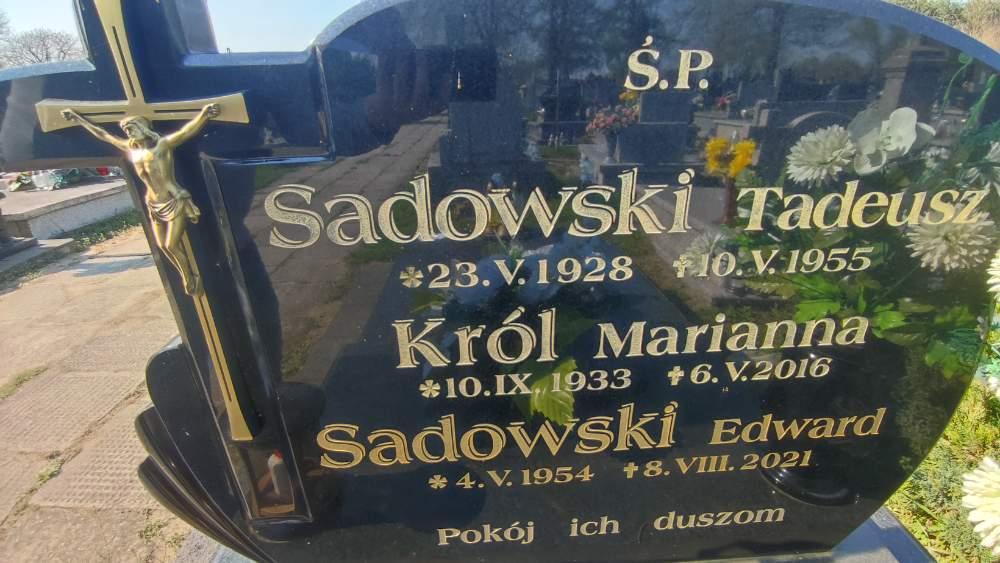 Ś.P.
Sadowski Tadeusz
* 23. V. 1928 † 10. V. 1955
Król Marianna
* 10. IX. 1933 † 6. V. 2016
Sadowski Edward
* 4. V. 1954 † 8. VIII. 2021
Pokój ich duszom